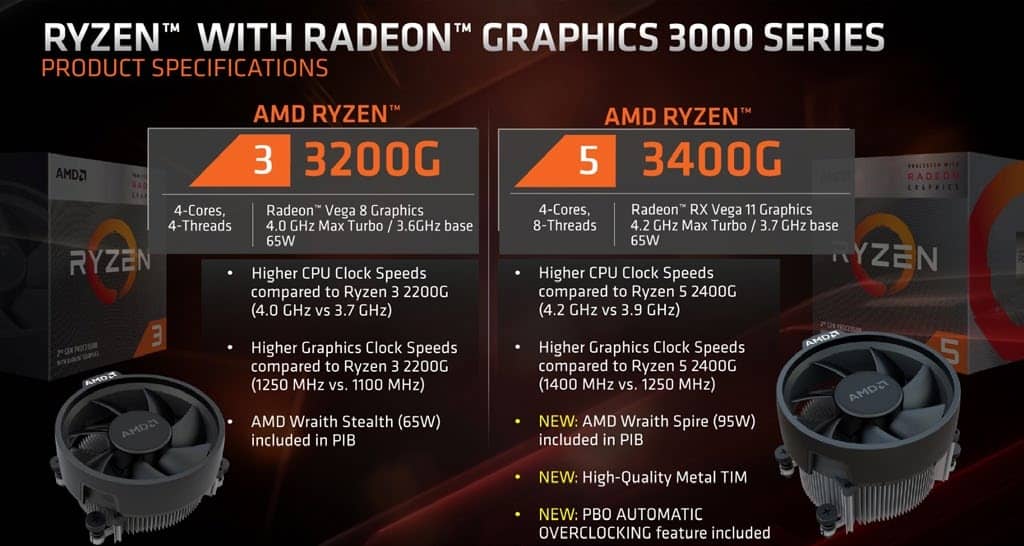 RYZEN™ WITH RADEON™ GRAPHICS 3000 SERIES
PRODUCT SPECIFICATIONS
AMD RYZEN™
3 3200G
4-Cores,
4-Threads
Radeon™ Vega 8 Graphics
4.0 GHz Max Turbo / 3.6GHz base
65W
• Higher CPU Clock Speeds
compared to Ryzen 3 2200G
(4.0 GHz vs 3.7 GHz)
• Higher Graphics Clock Speeds
compared to Ryzen 3 2200G
(1250 MHz vs. 1100 MHz)
• AMD Wraith Stealth (65W)
included in PIB
AMD RYZEN™
5 3400G
4-Cores,
8-Threads
Radeon™ RX Vega 11 Graphics
4.2 GHz Max Turbo / 3.7 GHz base
65W
• Higher CPU Clock Speeds
compared to Ryzen 5 2400G
(4.2 GHz vs 3.9 GHz)
• Higher Graphics Clock Speeds
compared to Ryzen 5 2400G
(1400 MHz vs. 1250 MHz)
• NEW: AMD Wraith Spire (95W)
included in PIB
• NEW: High-Quality Metal TIM
• NEW: PBO AUTOMATIC
OVERCLOCKING feature included
AMD
RYZEN
3
2nd GEN PROCESSOR
AMD
AMD
RADEON
GRAPHICS
RYZEN
5
AMD
AMD